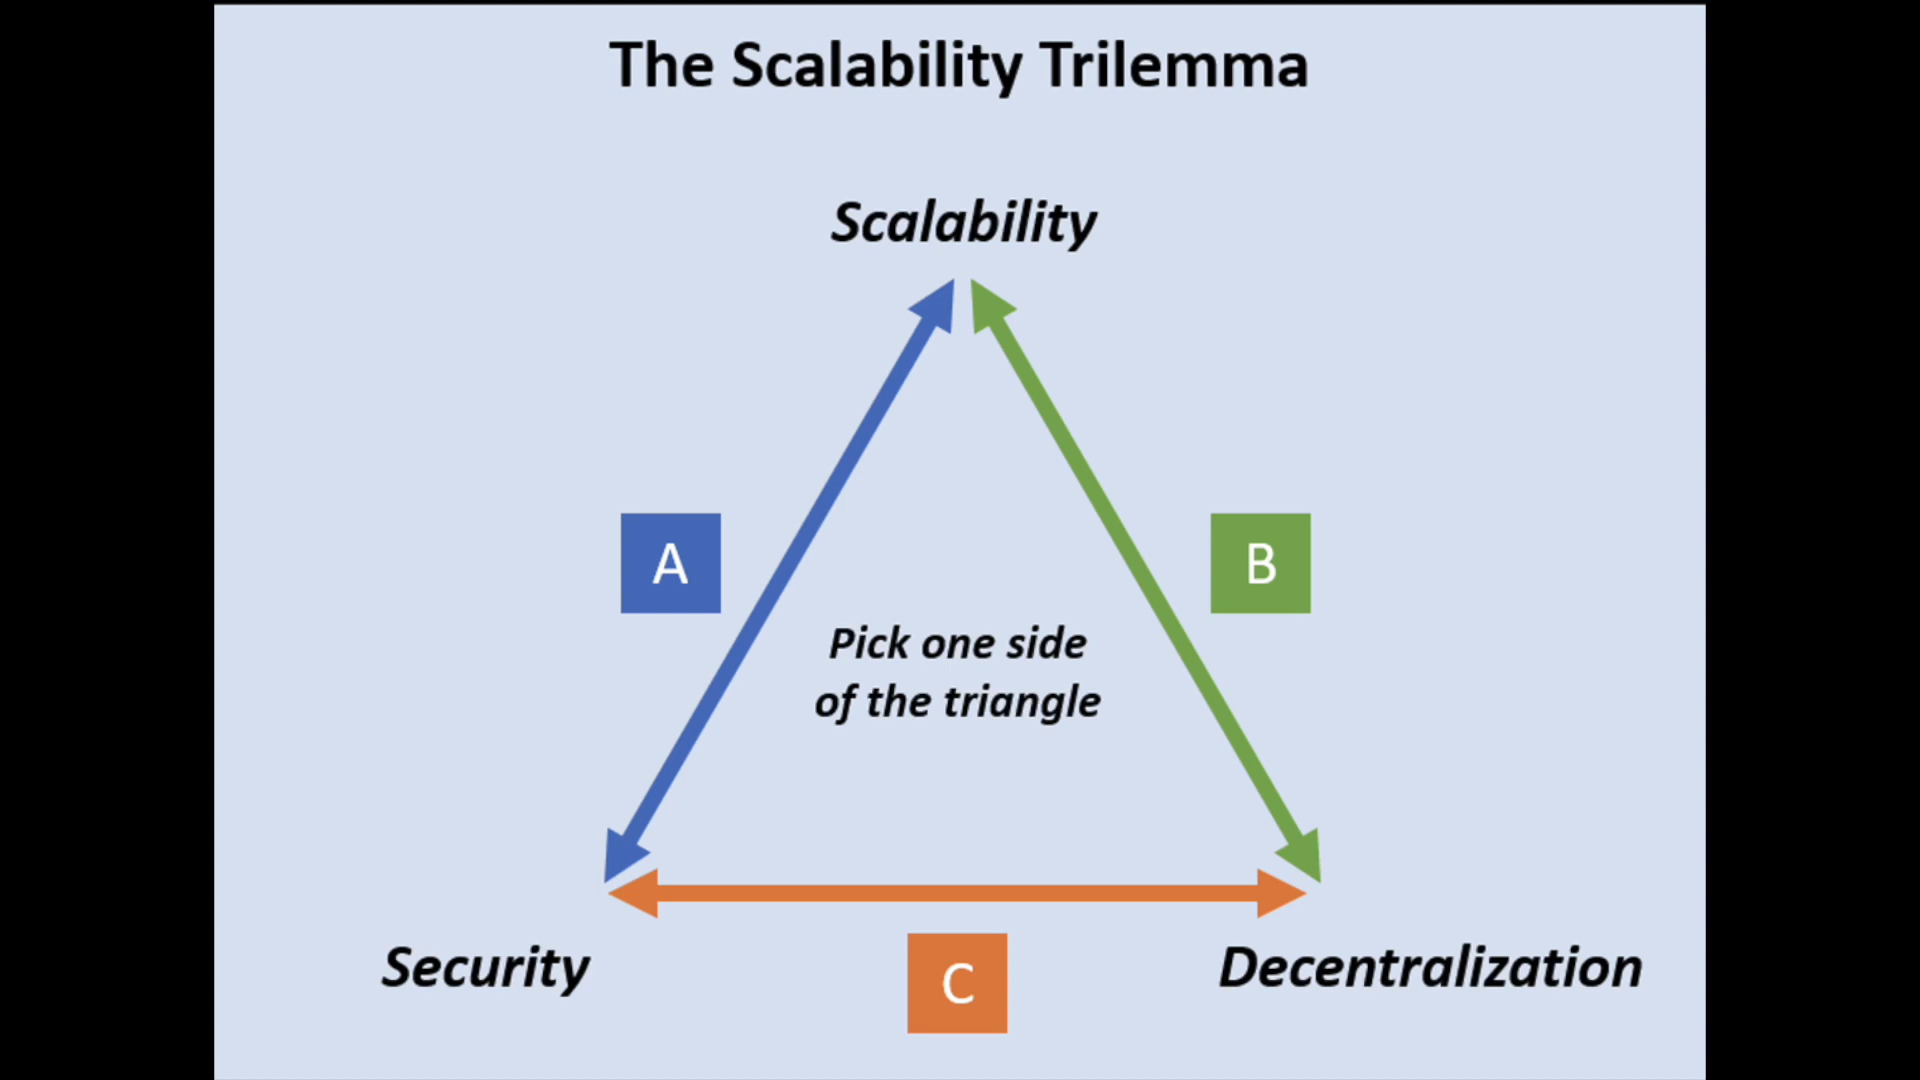 The Scalability Trilemma
Scalability
A
B
Pick one side
of the triangle
Security
Decentralization
C